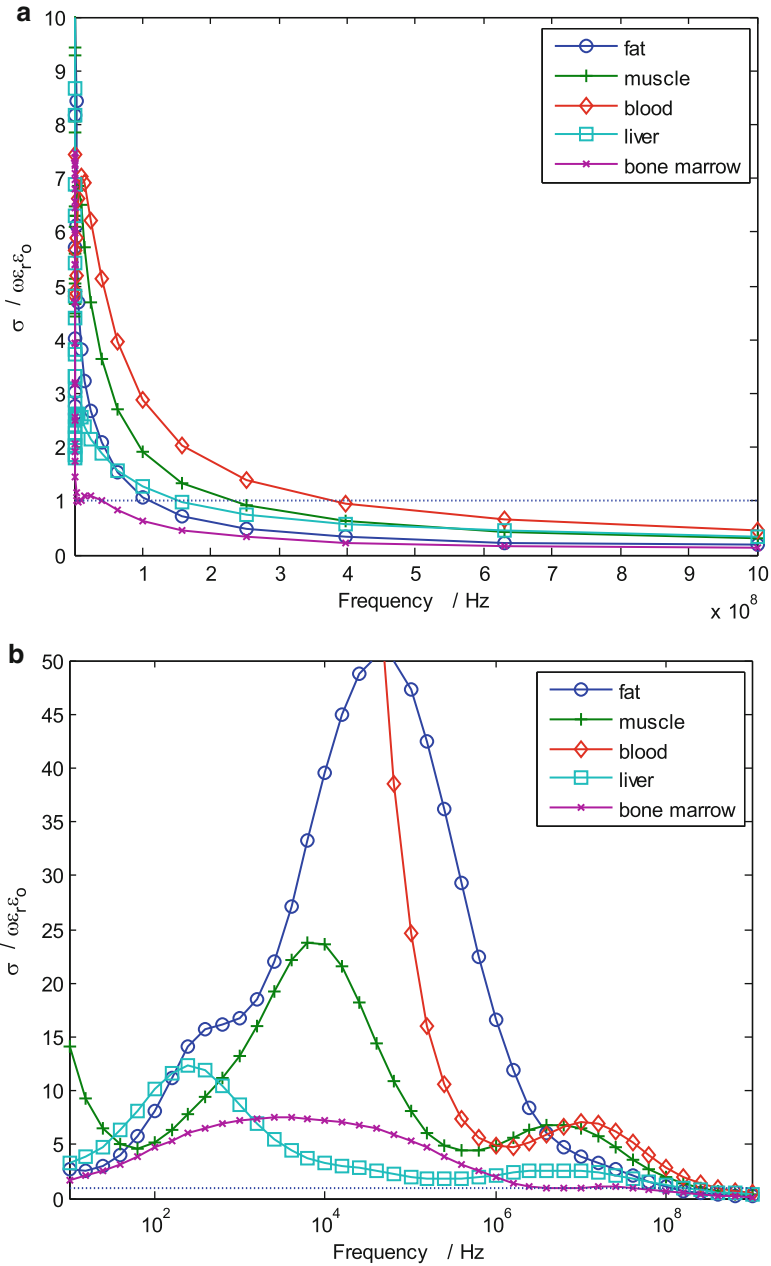 a
10
9
8
7
6
5
4
3
2
1
0
σ / ωεrεo
fat
muscle
blood
liver
bone marrow
1 2 3 4 5 6 7 8 9 10
Frequency / Hz
x 10^8
b
50
45
40
35
30
25
20
15
10
5
0
σ / ωεrεo
fat
muscle
blood
liver
bone marrow
10^2 10^4 10^6 10^8
Frequency / Hz